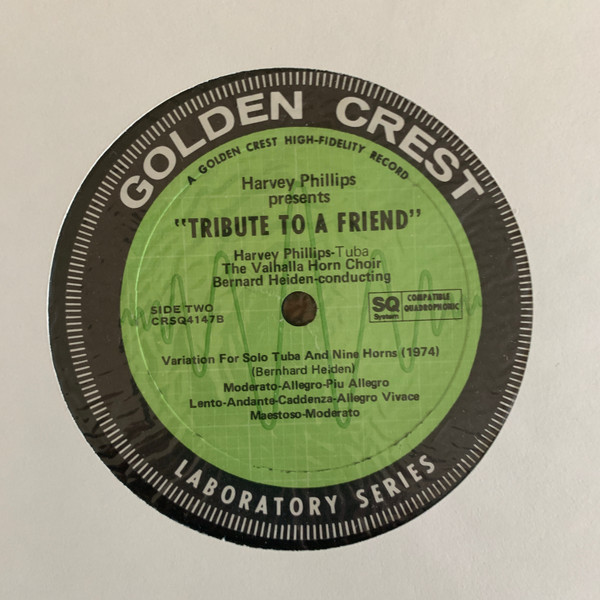 GOLDEN CREST
A GOLDEN CREST HIGH-FIDELITY RECORD
Harvey Phillips
presents
"TRIBUTE TO A FRIEND"
Harvey Phillips-Tuba
The Valhalla Horn Choir
Bernard Heiden-conducting
SIDE TWO
CRSQ4147B
SQ
System
COMPATIBLE
QUADROPHONIC
Variation For Solo Tuba And Nine Horns (1974)
(Bernhard Heiden)
Moderato-Allegro-Piu Allegro
Lento-Andante-Caddenza-Allegro Vivace
Maestoso-Moderato
LABORATORY SERIES